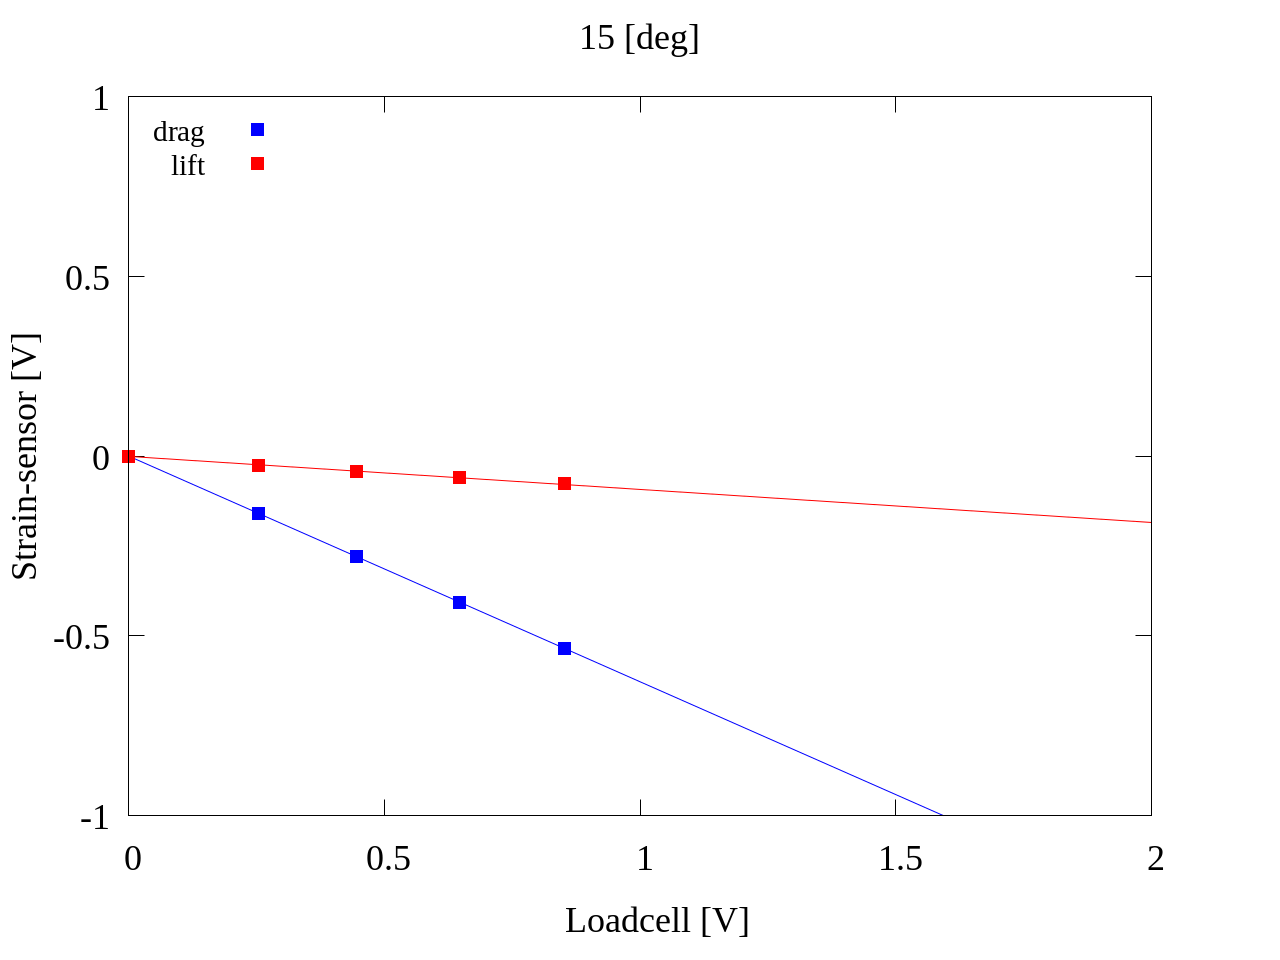 15 [deg]
1
drag
lift
0.5
Strain-sensor [V]
0
-0.5
-1
0 0.5 1 1.5 2
Loadcell [V]